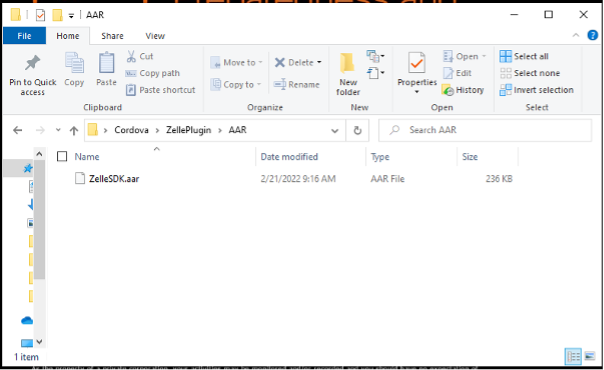 Preparedness and
AAR
File Home Share View
Pin to Quick access
Copy
Paste
Cut
Copy path
Paste shortcut
Clipboard
Move to
Copy to
Delete
Rename
Organize
New folder
New
Properties
Open
Edit
History
Open
Select all
Select none
Invert selection
Select
Cordova > ZellePlugin > AAR
Search AAR
Name Date modified Type Size
ZelleSDK.aar 2/21/2022 9:16 AM AAR File 236 KB
1 item